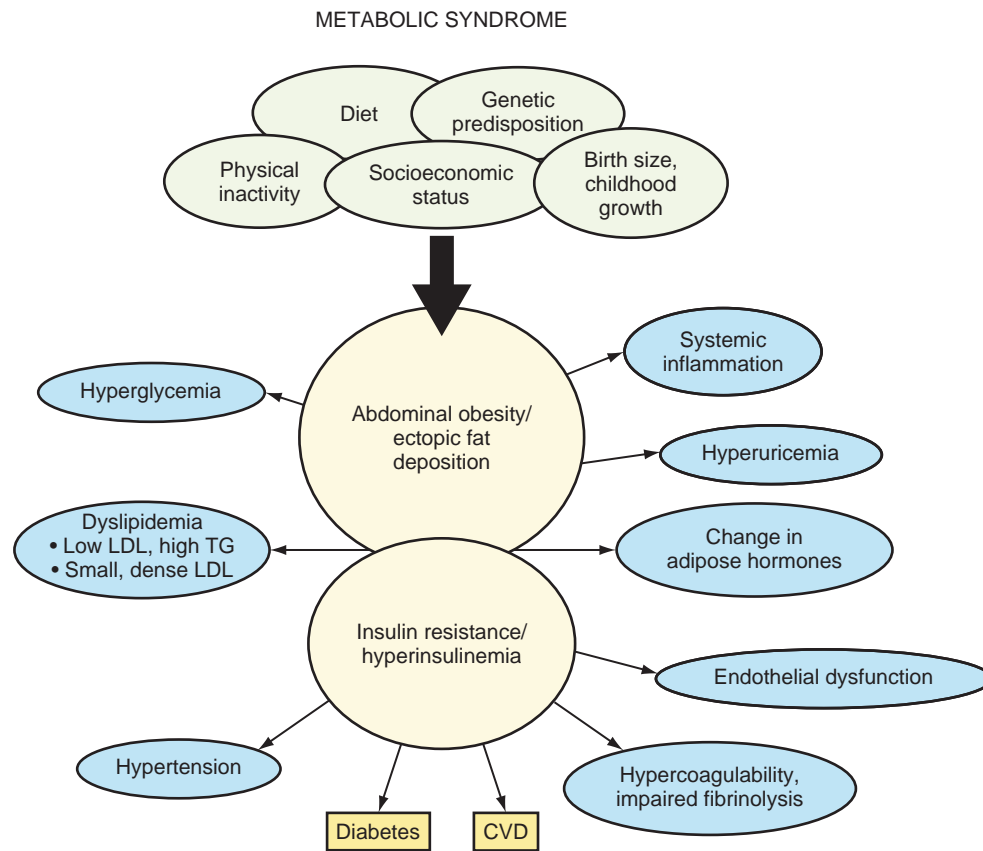 METABOLIC SYNDROME
Diet
Genetic
predisposition
Physical
inactivity
Socioeconomic
status
Birth size,
childhood
growth
Systemic
inflammation
Hyperglycemia
Abdominal obesity/
ectopic fat
deposition
Hyperuricemia
Dyslipidemia
• Low LDL, high TG
• Small, dense LDL
Change in
adipose hormones
Insulin resistance/
hyperinsulinemia
Endothelial dysfunction
Hypertension
Hypercoagulability,
impaired fibrinolysis
Diabetes
CVD